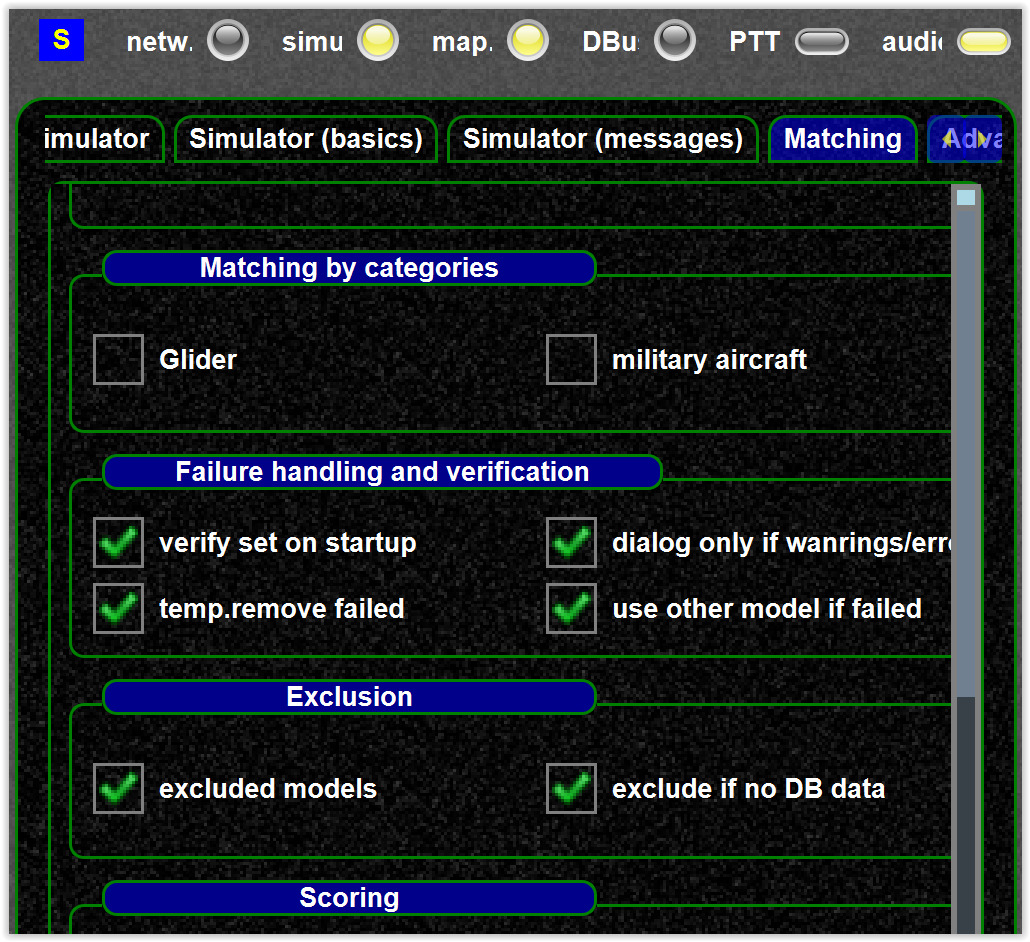 S netw. simu map. DBu PTT audio
imulator Simulator (basics) Simulator (messages) Matching Adva
Matching by categories
Glider military aircraft
Failure handling and verification
verify set on startup dialog only if wanrings/erro
temp.remove failed use other model if failed
Exclusion
excluded models exclude if no DB data
Scoring